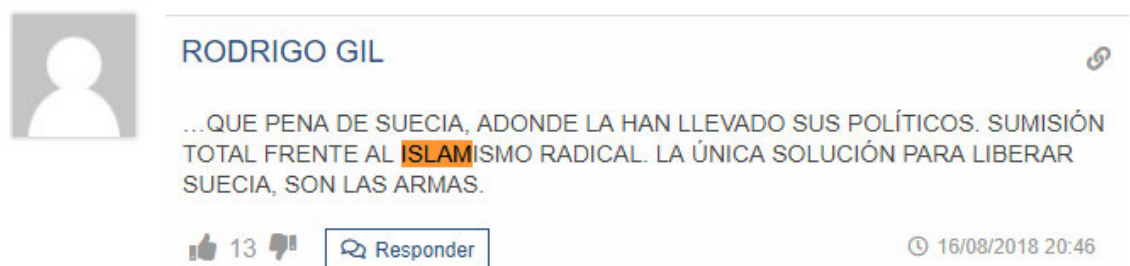 RODRIGO GIL
...QUE PENA DE SUECIA, ADONDE LA HAN LLEVADO SUS POLÍTICOS. SUMISIÓN
TOTAL FRENTE AL ISLAMISMO RADICAL. LA ÚNICA SOLUCIÓN PARA LIBERAR
SUECIA, SON LAS ARMAS.
13 Responder 16/08/2018 20:46